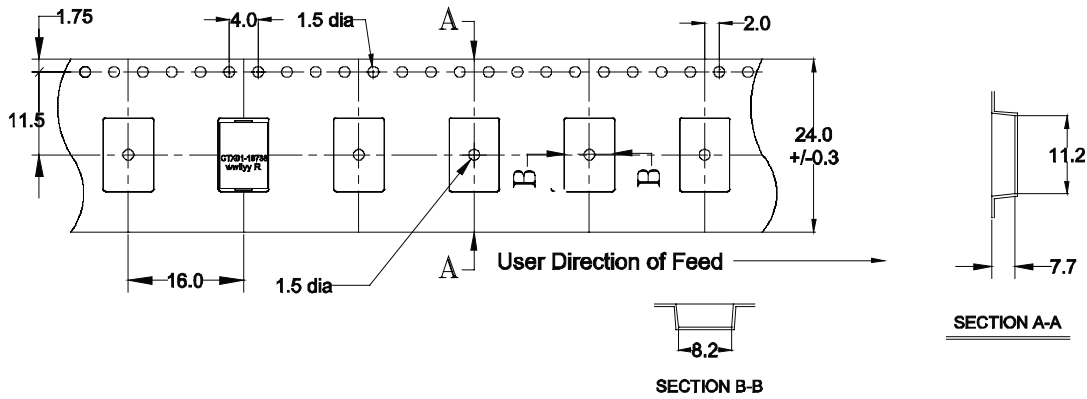 1.75
4.0
1.5 dia
A
2.0
11.5
24.0
+/-0.3
wwllyy R
B
B
11.2
A
User Direction of Feed
16.0
1.5 dia
7.7
8.2
SECTION A-A
SECTION B-B